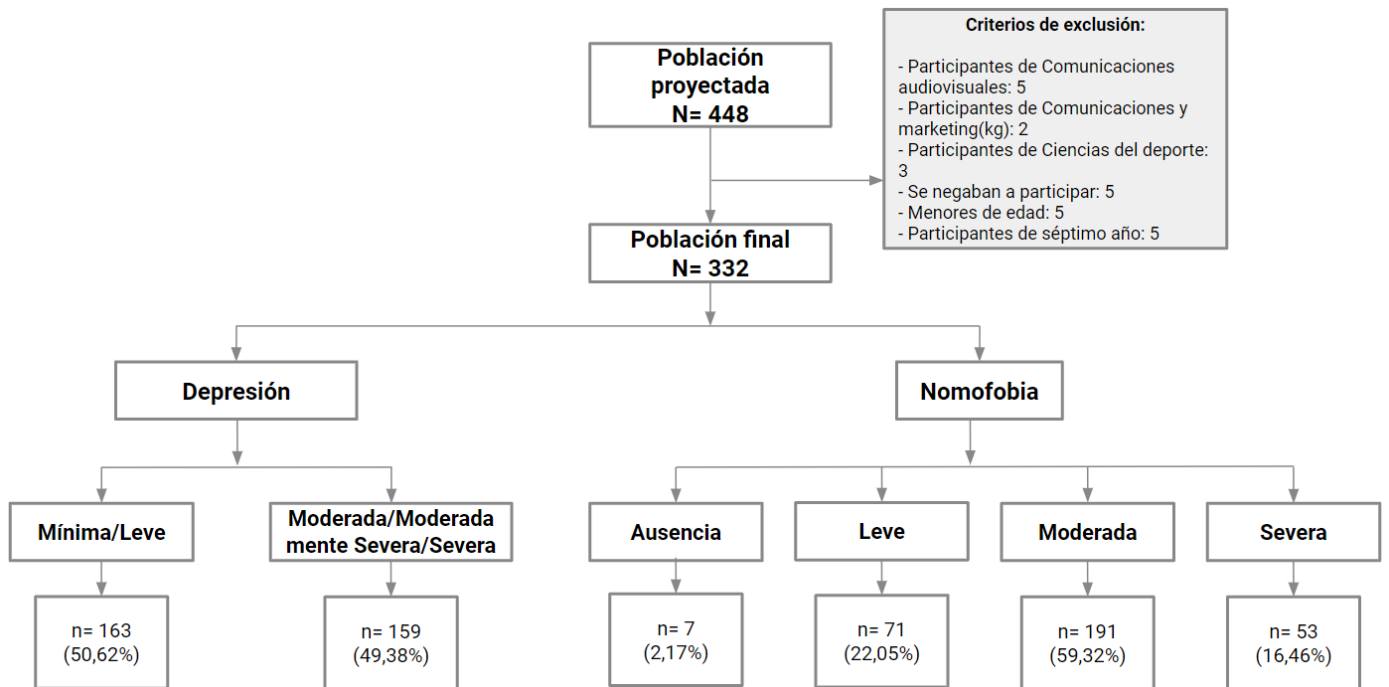 Población
proyectada
N= 448
Criterios de exclusión:
- Participantes de Comunicaciones
audiovisuales: 5
- Participantes de Comunicaciones y
marketing(kg): 2
- Participantes de Ciencias del deporte:
3
- Se negaban a participar: 5
- Menores de edad: 5
- Participantes de séptimo año: 5
Población final
N= 332
Depresión
Nomofobia
Mínima/Leve
Moderada/Moderada
mente Severa/Severa
Ausencia
Leve
Moderada
Severa
n= 163
(50,62%)
n= 159
(49,38%)
n= 7
(2,17%)
n= 71
(22,05%)
n= 191
(59,32%)
n= 53
(16,46%)